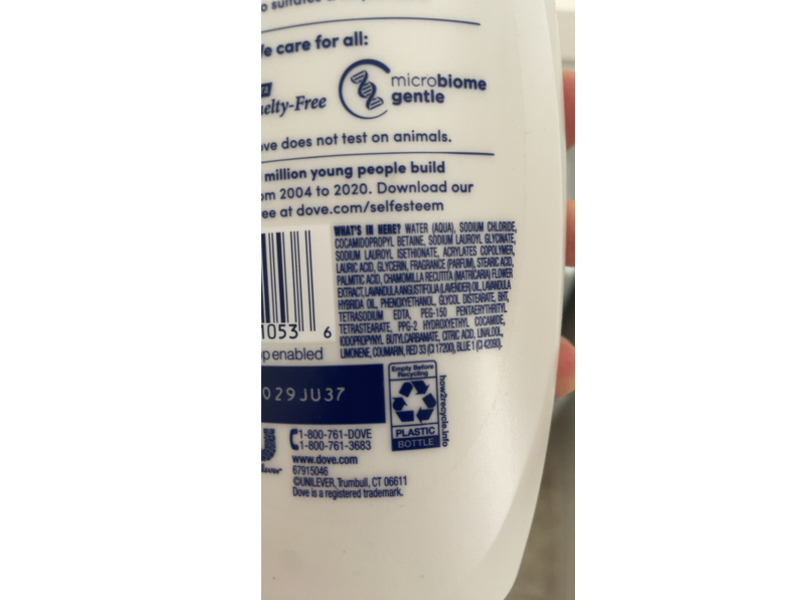 o sulfates
e care for all:
elty-Free
microbiome
gentle
ve does not test on animals.
million young people build
om 2004 to 2020. Download our
ee at dove.com/selfesteem
WHAT'S IN HERE? WATER (AQUA), SODIUM CHLORIDE,
COCAMIDOPROPYL BETAINE, SODIUM LAUROYL GLYCINATE,
SODIUM LAUROYL ISETHIONATE, ACRYLATES COPOLYMER,
LAURIC ACID, GLYCERIN, FRAGRANCE (PARFUM), STEARIC ACID,
PALMITIC ACID, CHAMOMILLA RECUTITA (MATRICARIA) FLOWER
EXTRACT, LAVANDULA ANGUSTIFOLIA (LAVENDER) OIL, LAVANDULA
HYBRIDA OIL, PHENOXYETHANOL, GLYCOL DISTEARATE, BHT,
TETRASODIUM EDTA, PEG-150 PENTAERYTHRITYL
TETRASTEARATE, PPG-2 HYDROXYETHYL COCAMIDE,
IODOPROPYNYL BUTYLCARBAMATE, CITRIC ACID, LINALOOL,
LIMONENE, COUMARIN, RED 33 (CI 17200), BLUE 1 (CI 42090).
1053 6
p enabled
029JU37
Empty Before
Recycling
PLASTIC
BOTTLE
how2recycle.info
1-800-761-DOVE
1-800-761-3683
www.dove.com
67915046
©UNILEVER, Trumbull, CT 06611
Dove is a registered trademark.